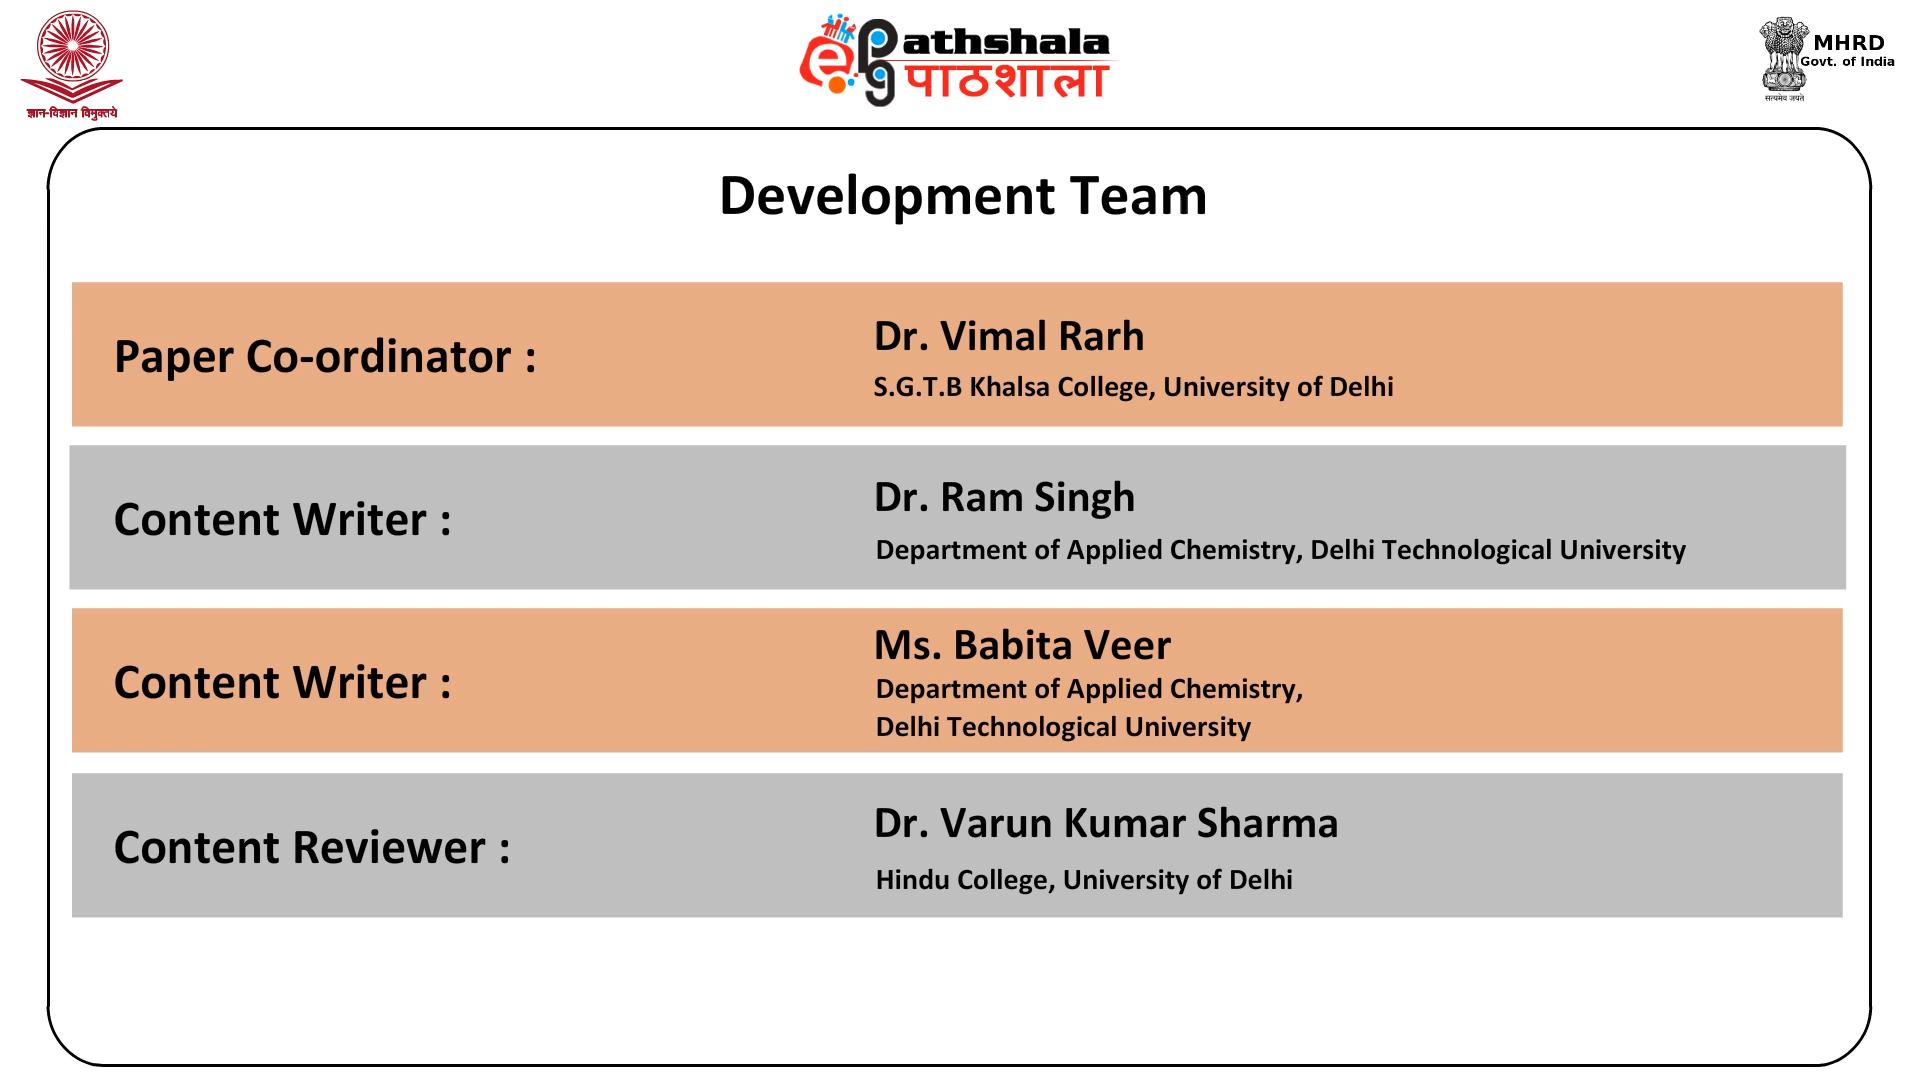 ज्ञान-विज्ञान विमुक्तये
e pg Pathshala
पाठशाला
MHRD
Govt. of India
सत्यमेव जयते
Development Team
Paper Co-ordinator :
Dr. Vimal Rarh
S.G.T.B Khalsa College, University of Delhi
Content Writer :
Dr. Ram Singh
Department of Applied Chemistry, Delhi Technological University
Content Writer :
Ms. Babita Veer
Department of Applied Chemistry,
Delhi Technological University
Content Reviewer :
Dr. Varun Kumar Sharma
Hindu College, University of Delhi